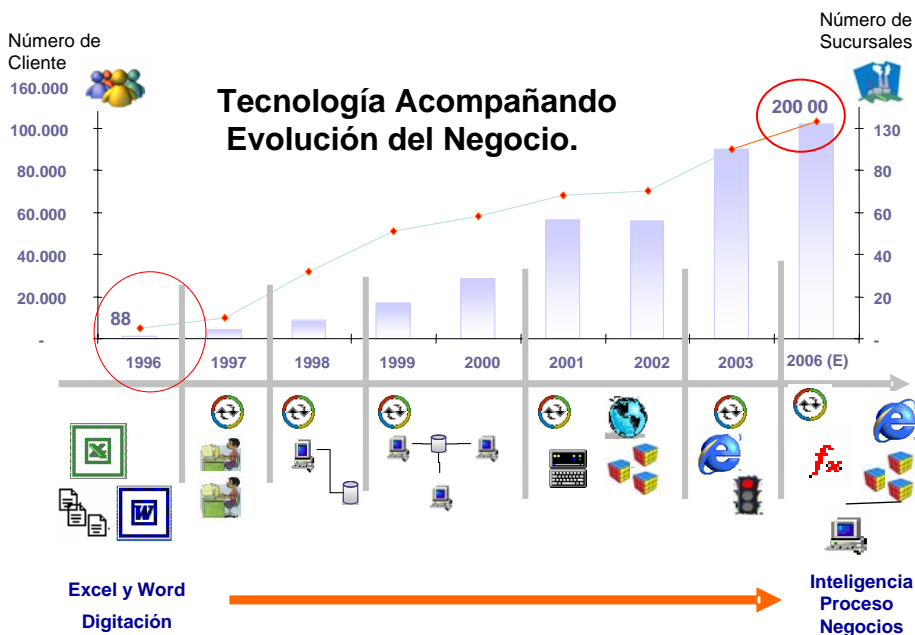 Número de
Cliente
Número de
Sucursales
Tecnología Acompañando
Evolución del Negocio.
160.000
100.000
80.000
60.000
40.000
20.000
-
200 00
130
80
60
40
20
-
88
1996
1997
1998
1999
2000
2001
2002
2003
2006 (E)
X
W
e
fx
e
Excel y Word
Digitación
Inteligencia
Proceso
Negocios